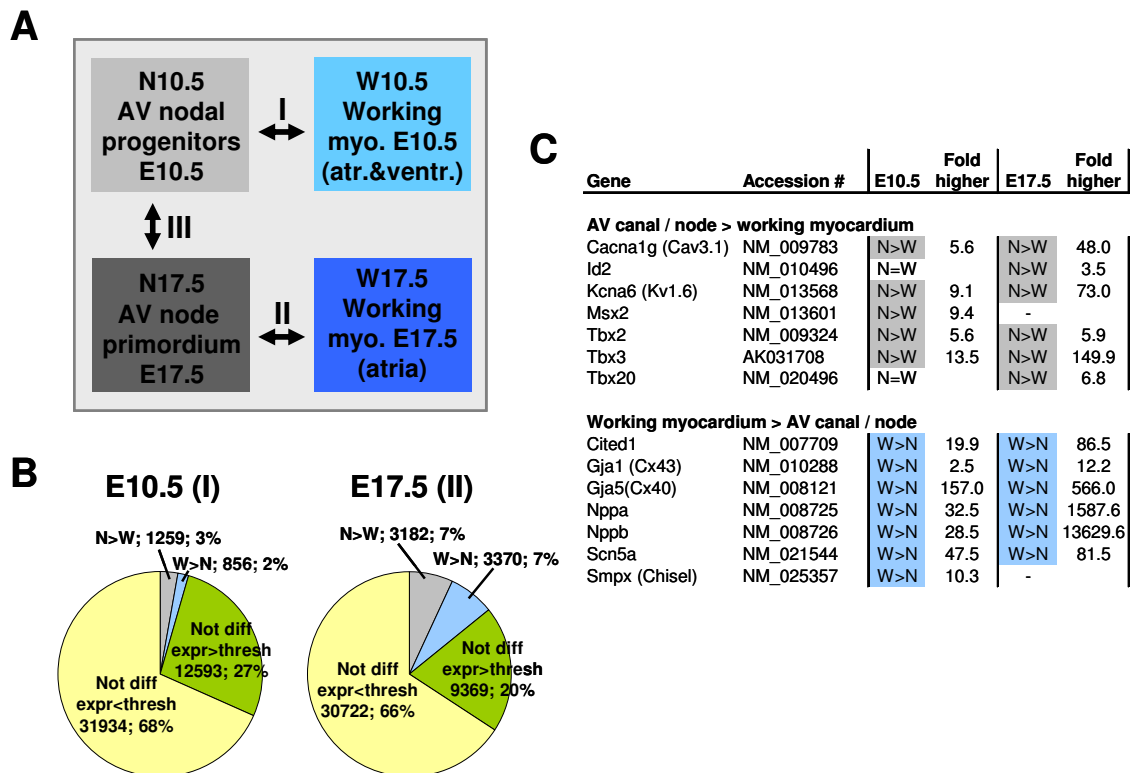 A
N10.5
AV nodal
progenitors
E10.5
I
W10.5
Working
myo. E10.5
(atr.&ventr.)
III
N17.5
AV node
primordium
E17.5
II
W17.5
Working
myo. E17.5
(atria)
B
E10.5 (I)
N>W; 1259; 3%
W>N; 856; 2%
Not diff
expr>thresh
12593; 27%
Not diff
expr<thresh
31934; 68%
E17.5 (II)
N>W; 3182; 7%
W>N; 3370; 7%
Not diff
expr>thresh
9369; 20%
Not diff
expr<thresh
30722; 66%
C
Fold Fold
Gene Accession # E10.5 higher E17.5 higher
AV canal / node > working myocardium
Cacna1g (Cav3.1) NM_009783 N>W 5.6 N>W 48.0
Id2 NM_010496 N=W N>W 3.5
Kcna6 (Kv1.6) NM_013568 N>W 9.1 N>W 73.0
Msx2 NM_013601 N>W 9.4 -
Tbx2 NM_009324 N>W 5.6 N>W 5.9
Tbx3 AK031708 N>W 13.5 N>W 149.9
Tbx20 NM_020496 N=W N>W 6.8
Working myocardium > AV canal / node
Cited1 NM_007709 W>N 19.9 W>N 86.5
Gja1 (Cx43) NM_010288 W>N 2.5 W>N 12.2
Gja5(Cx40) NM_008121 W>N 157.0 W>N 566.0
Nppa NM_008725 W>N 32.5 W>N 1587.6
Nppb NM_008726 W>N 28.5 W>N 13629.6
Scn5a NM_021544 W>N 47.5 W>N 81.5
Smpx (Chisel) NM_025357 W>N 10.3 -